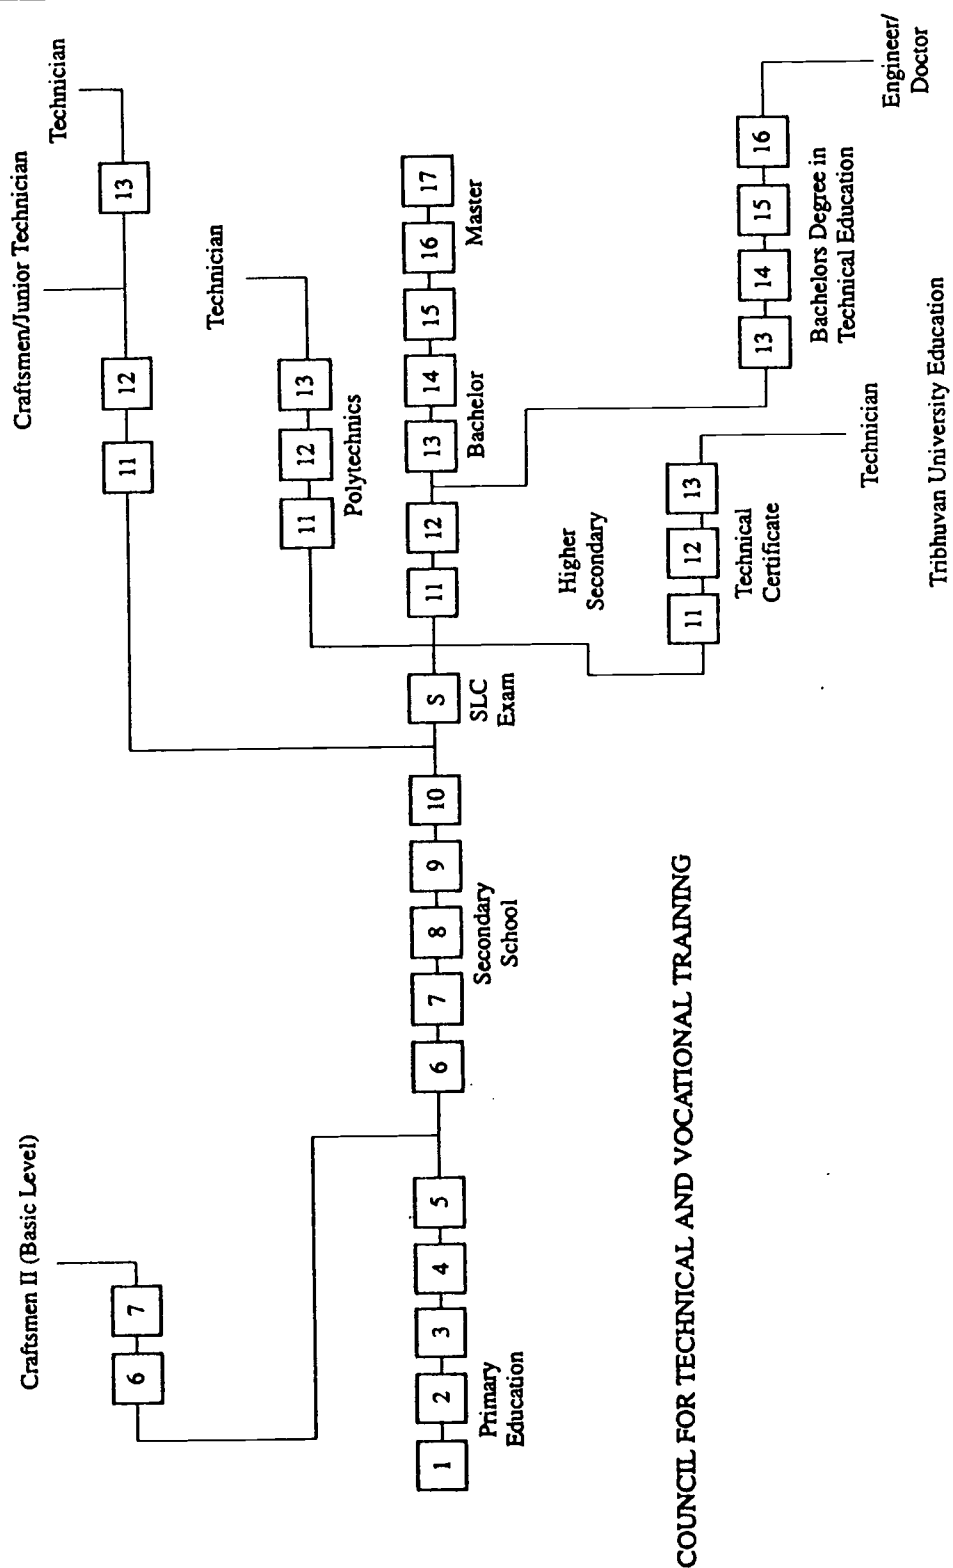 Craftsmen II (Basic Level)
Craftsmen/Junior Technician
Technician
6 7
11 12 13
Technician
11 12 13
Polytechnics
1 2 3 4 5 6 7 8 9 10 S 11 12 13 14 15 16 17
Primary
Education
Secondary
School
SLC
Exam
Bachelor
Master
Higher
Secondary
11 12 13
Technical
Certificate
Technician
13 14 15 16
Bachelors Degree in
Technical Education
Engineer/
Doctor
COUNCIL FOR TECHNICAL AND VOCATIONAL TRAINING
Tribhuvan University Education